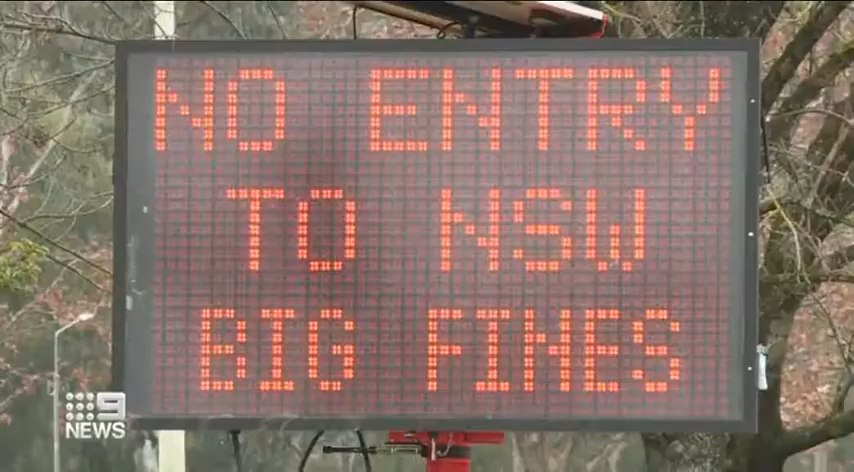 NO ENTRY
TO NSW
BIG FINES
9
NEWS